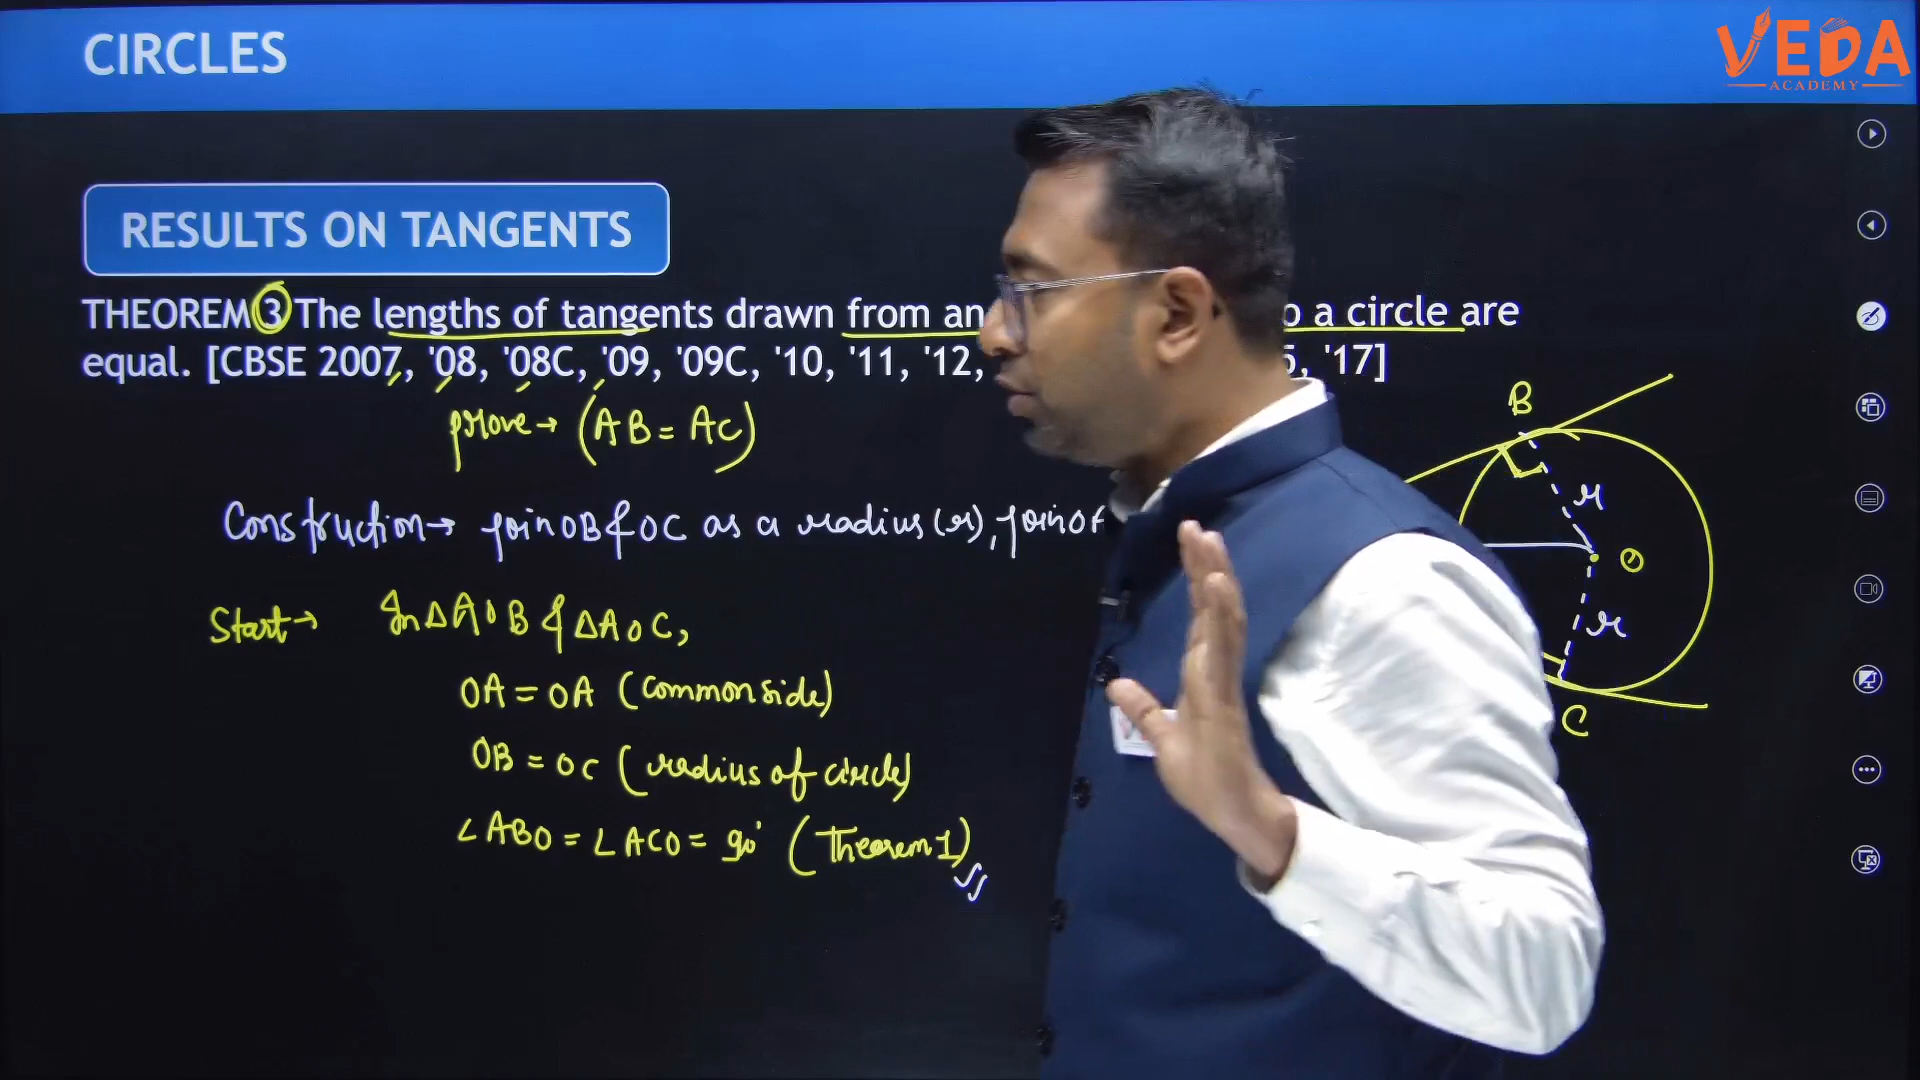 CIRCLES
VEDA
ACADEMY
RESULTS ON TANGENTS
THEOREM 3 The lengths of tangents drawn from an a circle are
equal. [CBSE 2007, '08, '08C, '09, '09C, '10, '11, '12, '17]
prove → (AB = AC)
Construction → join OB & OC as a radius (r), join
Start → In ΔAOB & ΔAOC,
OA = OA (Common side)
OB = OC (radius of circle)
∠ABO = ∠ACO = 90° (Theorem 1)
B
r
O
r
C